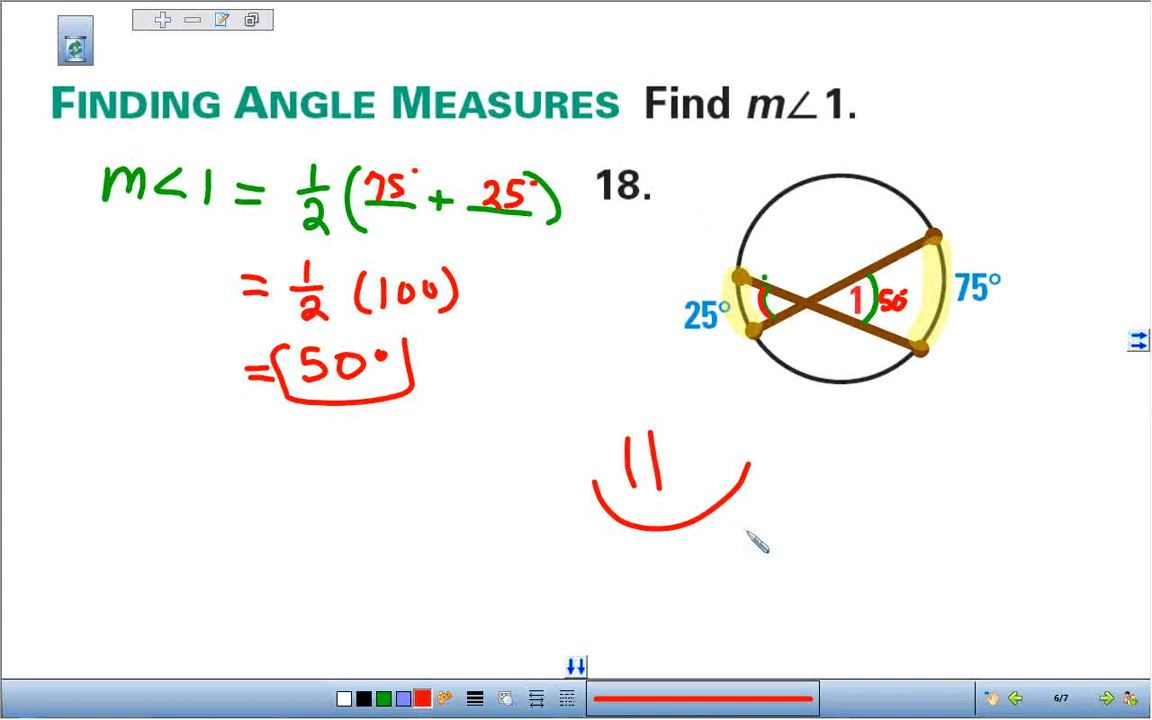 FINDING ANGLE MEASURES Find m∠1.
m<1 = 1/2 (75° + 25°)
18.
= 1/2 (100)
= 50°
25°
1
50°
75°
6/7